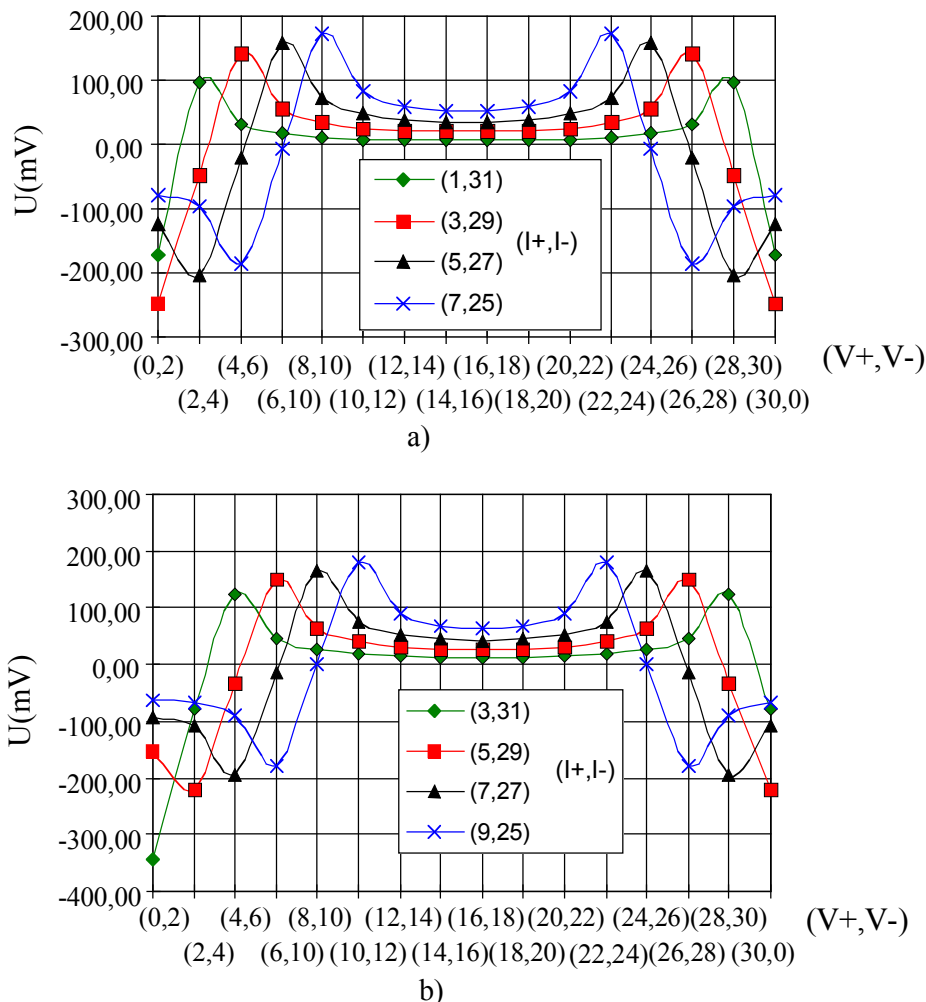 200,00
100,00
0,00
-100,00
-200,00
-300,00
U(mV)
(1,31)
(3,29)
(5,27)
(7,25)
(I+,I-)
(0,2) (4,6) (8,10) (12,14) (16,18) (20,22) (24,26) (28,30)
(2,4) (6,10) (10,12) (14,16) (18,20) (22,24) (26,28) (30,0)
(V+,V-)
a)
300,00
200,00
100,00
0,00
-100,00
-200,00
-300,00
-400,00
U(mV)
(3,31)
(5,29)
(7,27)
(9,25)
(I+,I-)
(0,2) (4,6) (8,10) (12,14) (16,18) (20,22) (24,26) (28,30)
(2,4) (6,10) (10,12) (14,16) (18,20) (22,24) (26,28) (30,0)
(V+,V-)
b)